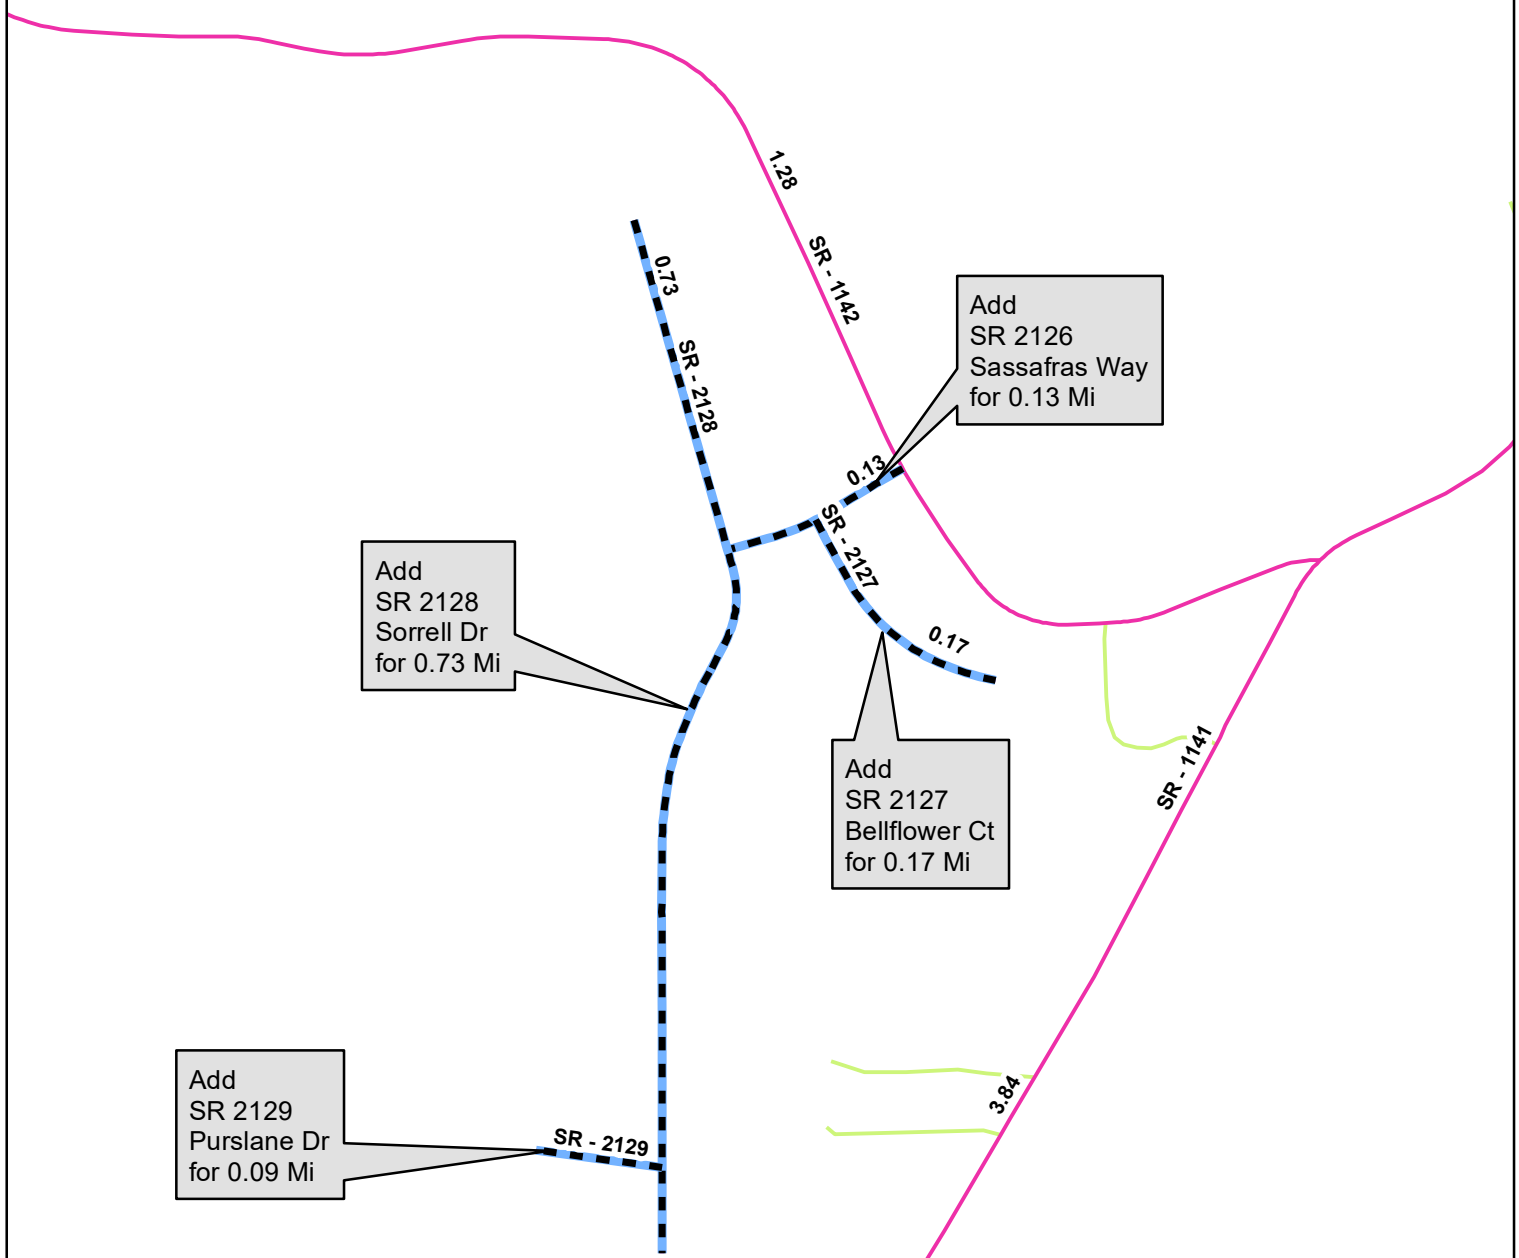 1.28
SR - 1142
0.73
SR - 2128
Add
SR 2126
Sassafras Way
for 0.13 Mi
0.13
SR - 2127
0.17
Add
SR 2128
Sorrell Dr
for 0.73 Mi
Add
SR 2127
Bellflower Ct
for 0.17 Mi
SR - 1141
3.84
Add
SR 2129
Purslane Dr
for 0.09 Mi
SR - 2129